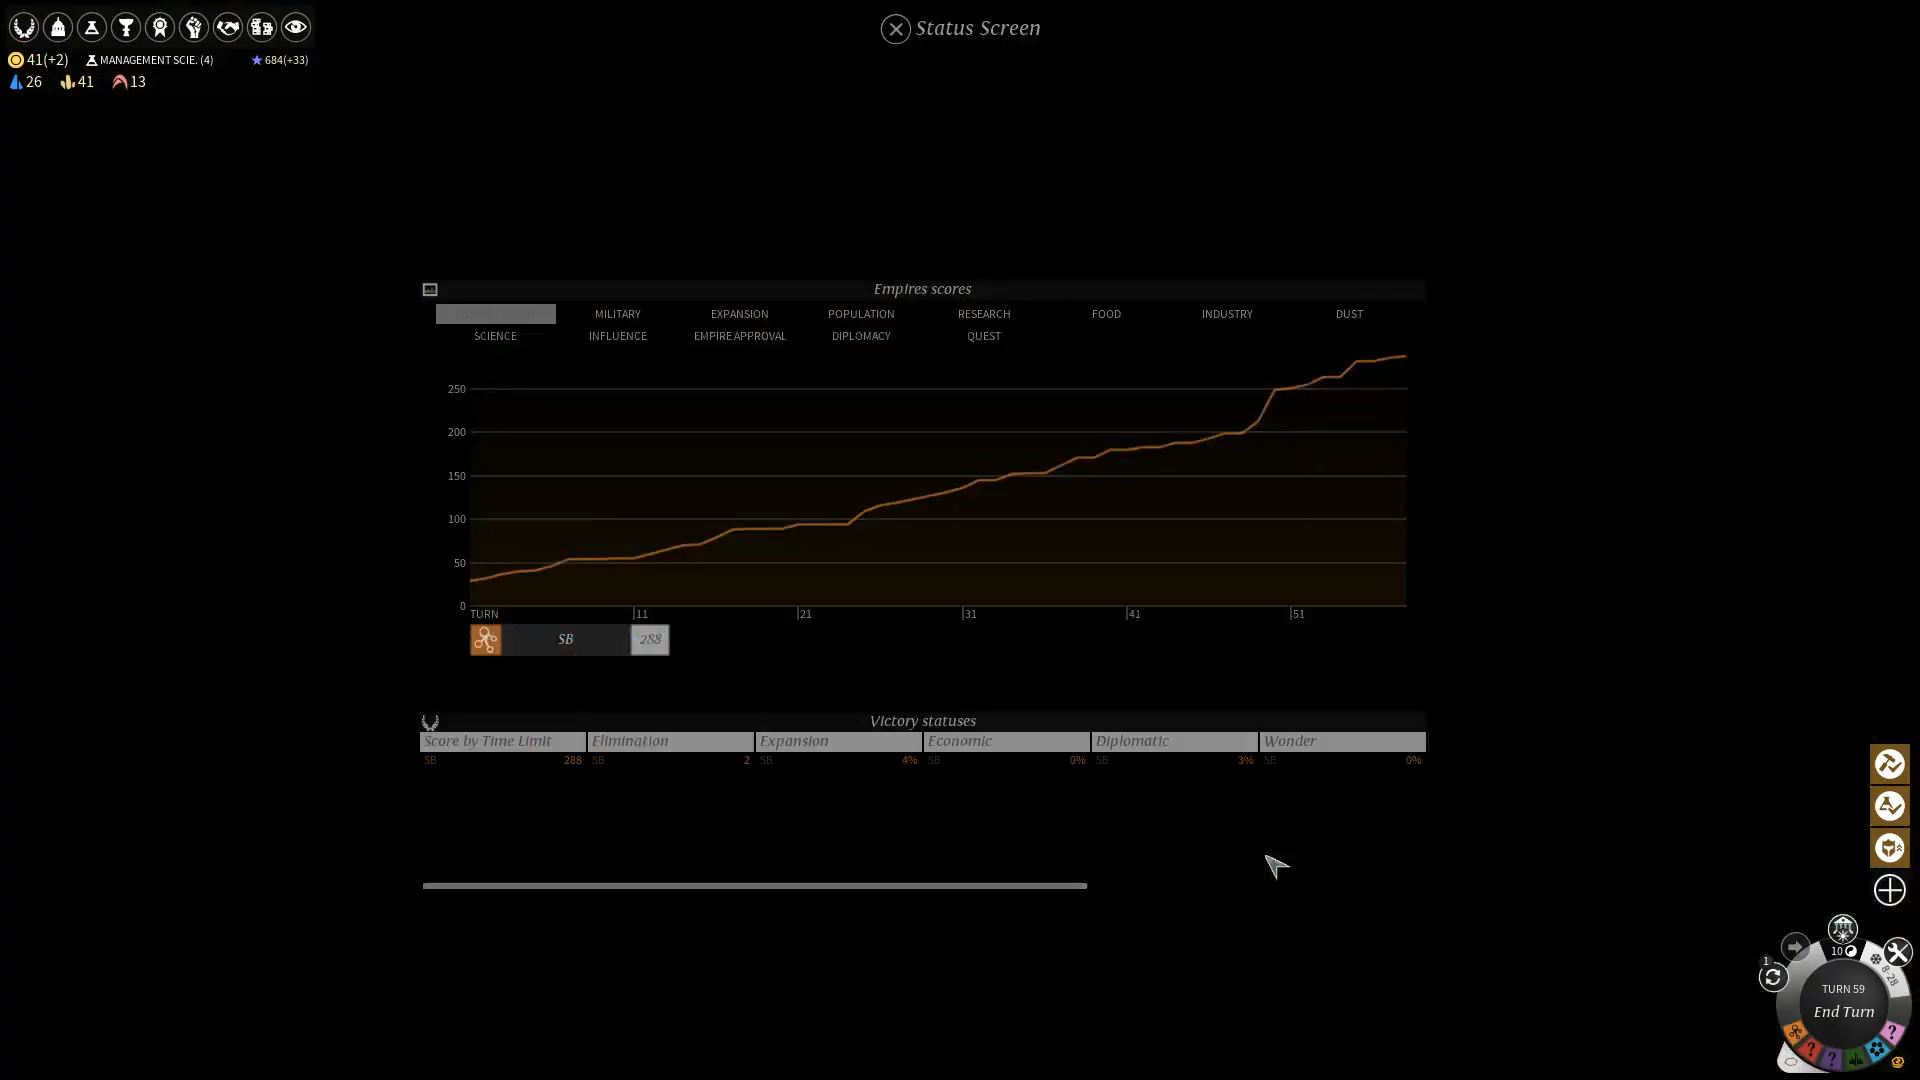 Status Screen
41(+2) MANAGEMENT SCIE. (4) 684(+33)
26 41 13
Empires scores
MILITARY EXPANSION POPULATION RESEARCH FOOD INDUSTRY DUST
SCIENCE INFLUENCE EMPIRE APPROVAL DIPLOMACY QUEST
250
200
150
100
50
0
TURN 11 21 31 41 51
SB 288
Victory statuses
Score by Time Limit Elimination Expansion Economic Diplomatic Wonder
SB 288 SB 2 SB 4% SB 0% SB 3% SB 0%
10
1
8-28
TURN 59
End Turn
? ? ?